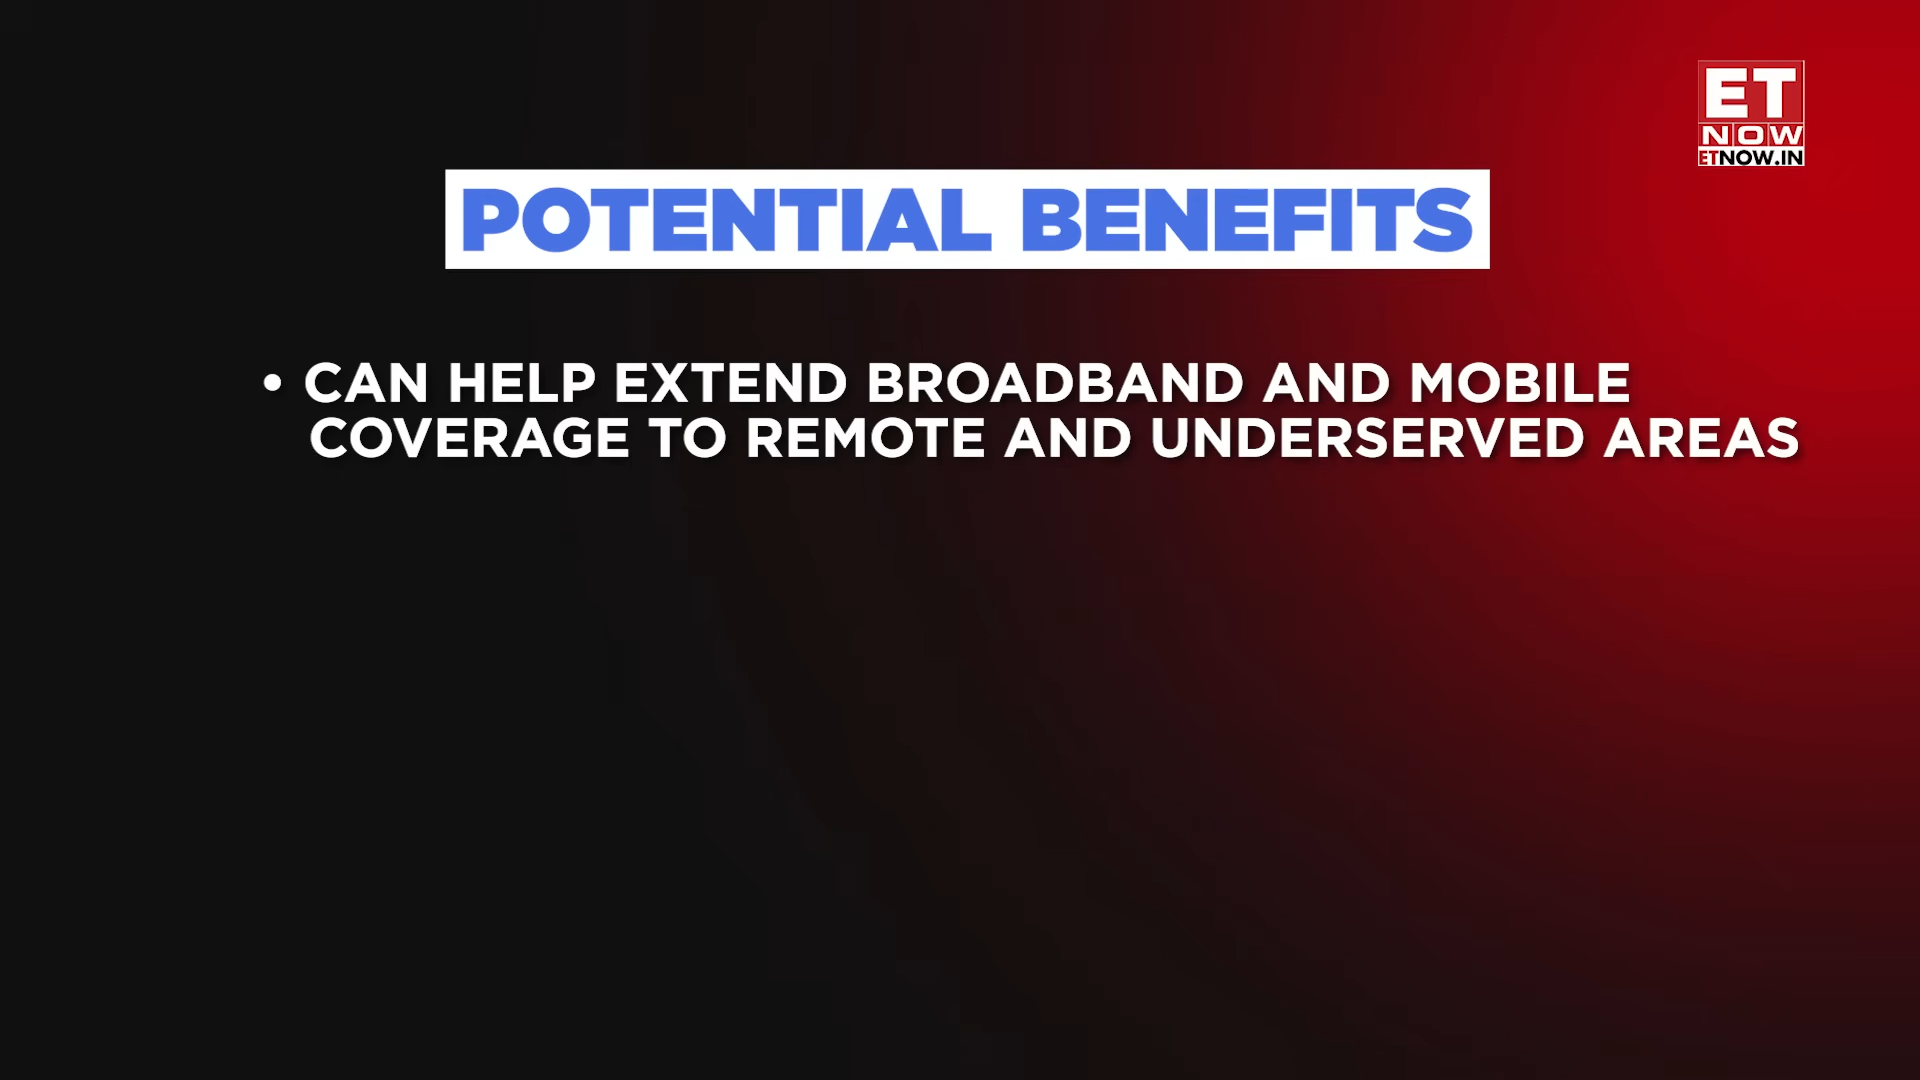 ET
NOW
ETNOW.IN
POTENTIAL BENEFITS
• CAN HELP EXTEND BROADBAND AND MOBILE
COVERAGE TO REMOTE AND UNDERSERVED AREAS